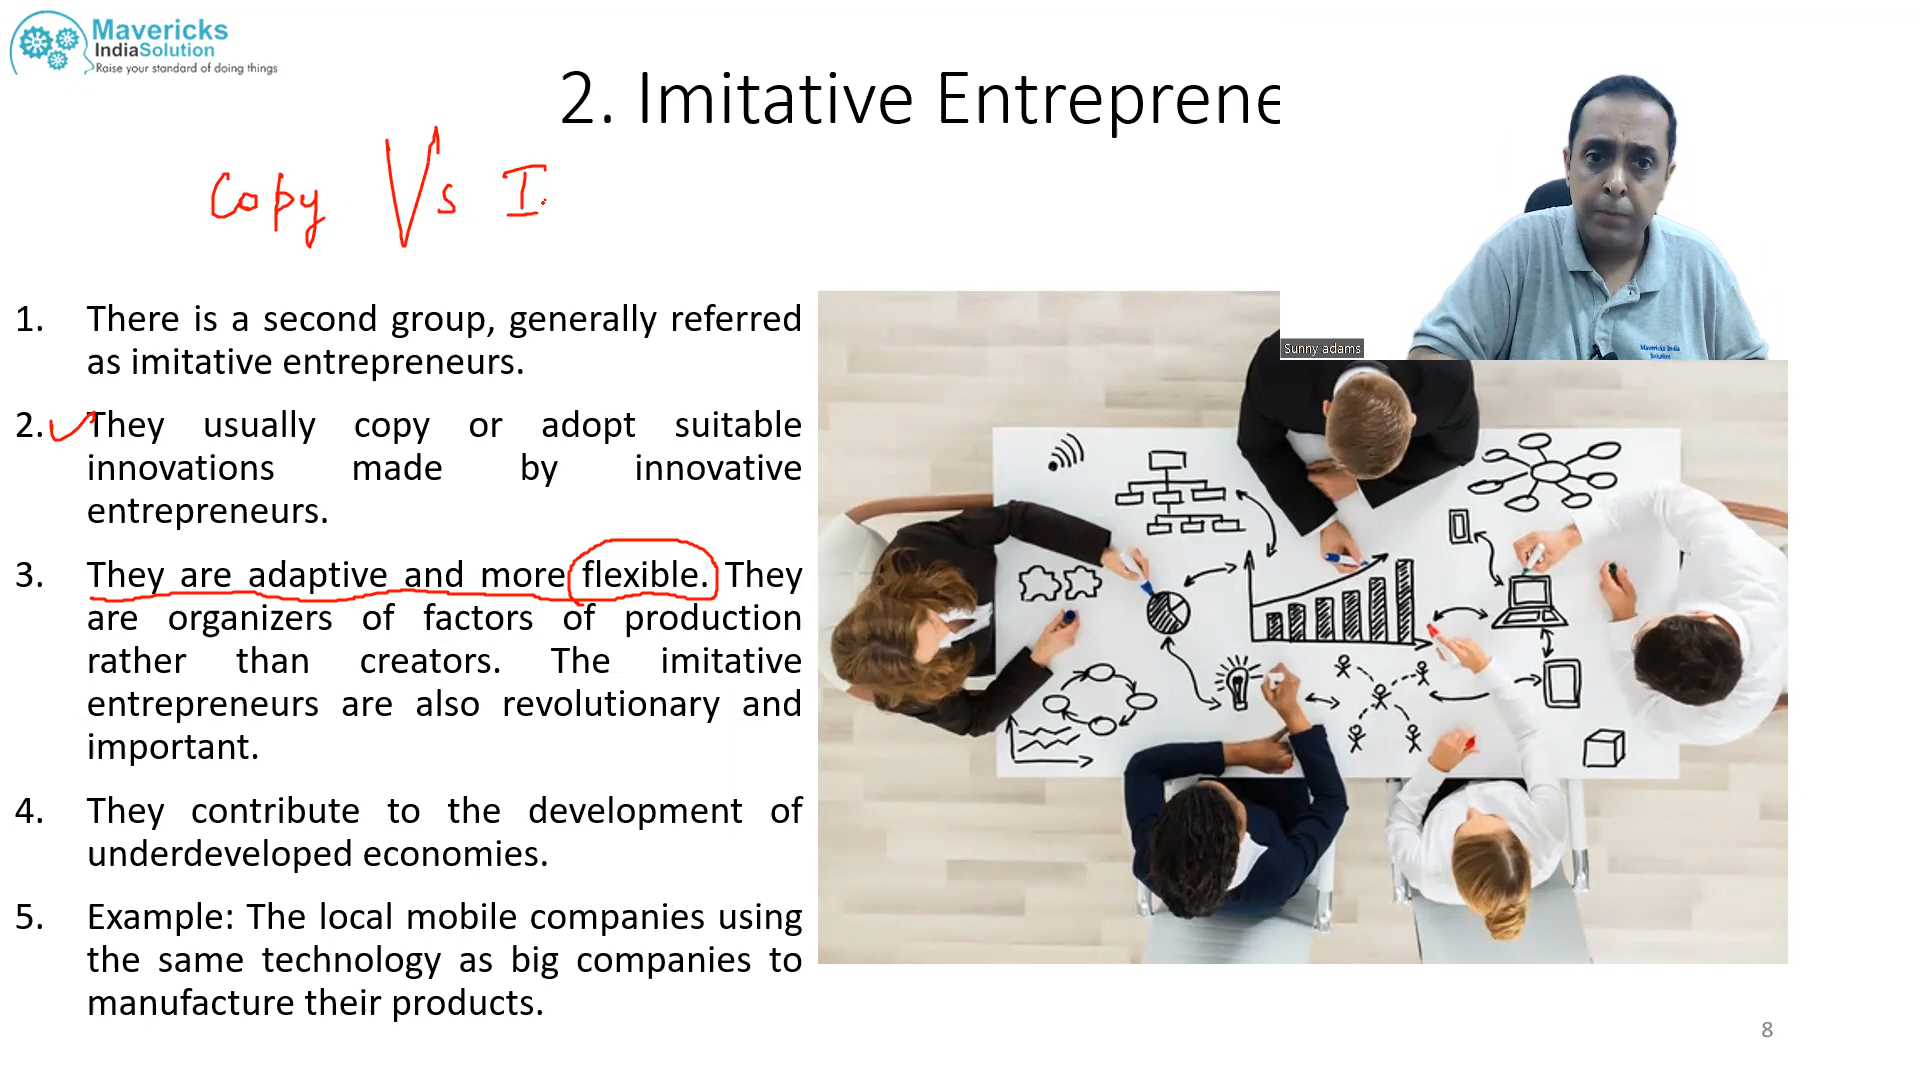 Mavericks
IndiaSolution
Raise your standard of doing things
2. Imitative Entreprene
Copy Vs I
Sunny adams
Mavericks India
Solution
1. There is a second group, generally referred
as imitative entrepreneurs.
2. They usually copy or adopt suitable
innovations made by innovative
entrepreneurs.
3. They are adaptive and more flexible. They
are organizers of factors of production
rather than creators. The imitative
entrepreneurs are also revolutionary and
important.
4. They contribute to the development of
underdeveloped economies.
5. Example: The local mobile companies using
the same technology as big companies to
manufacture their products.
8